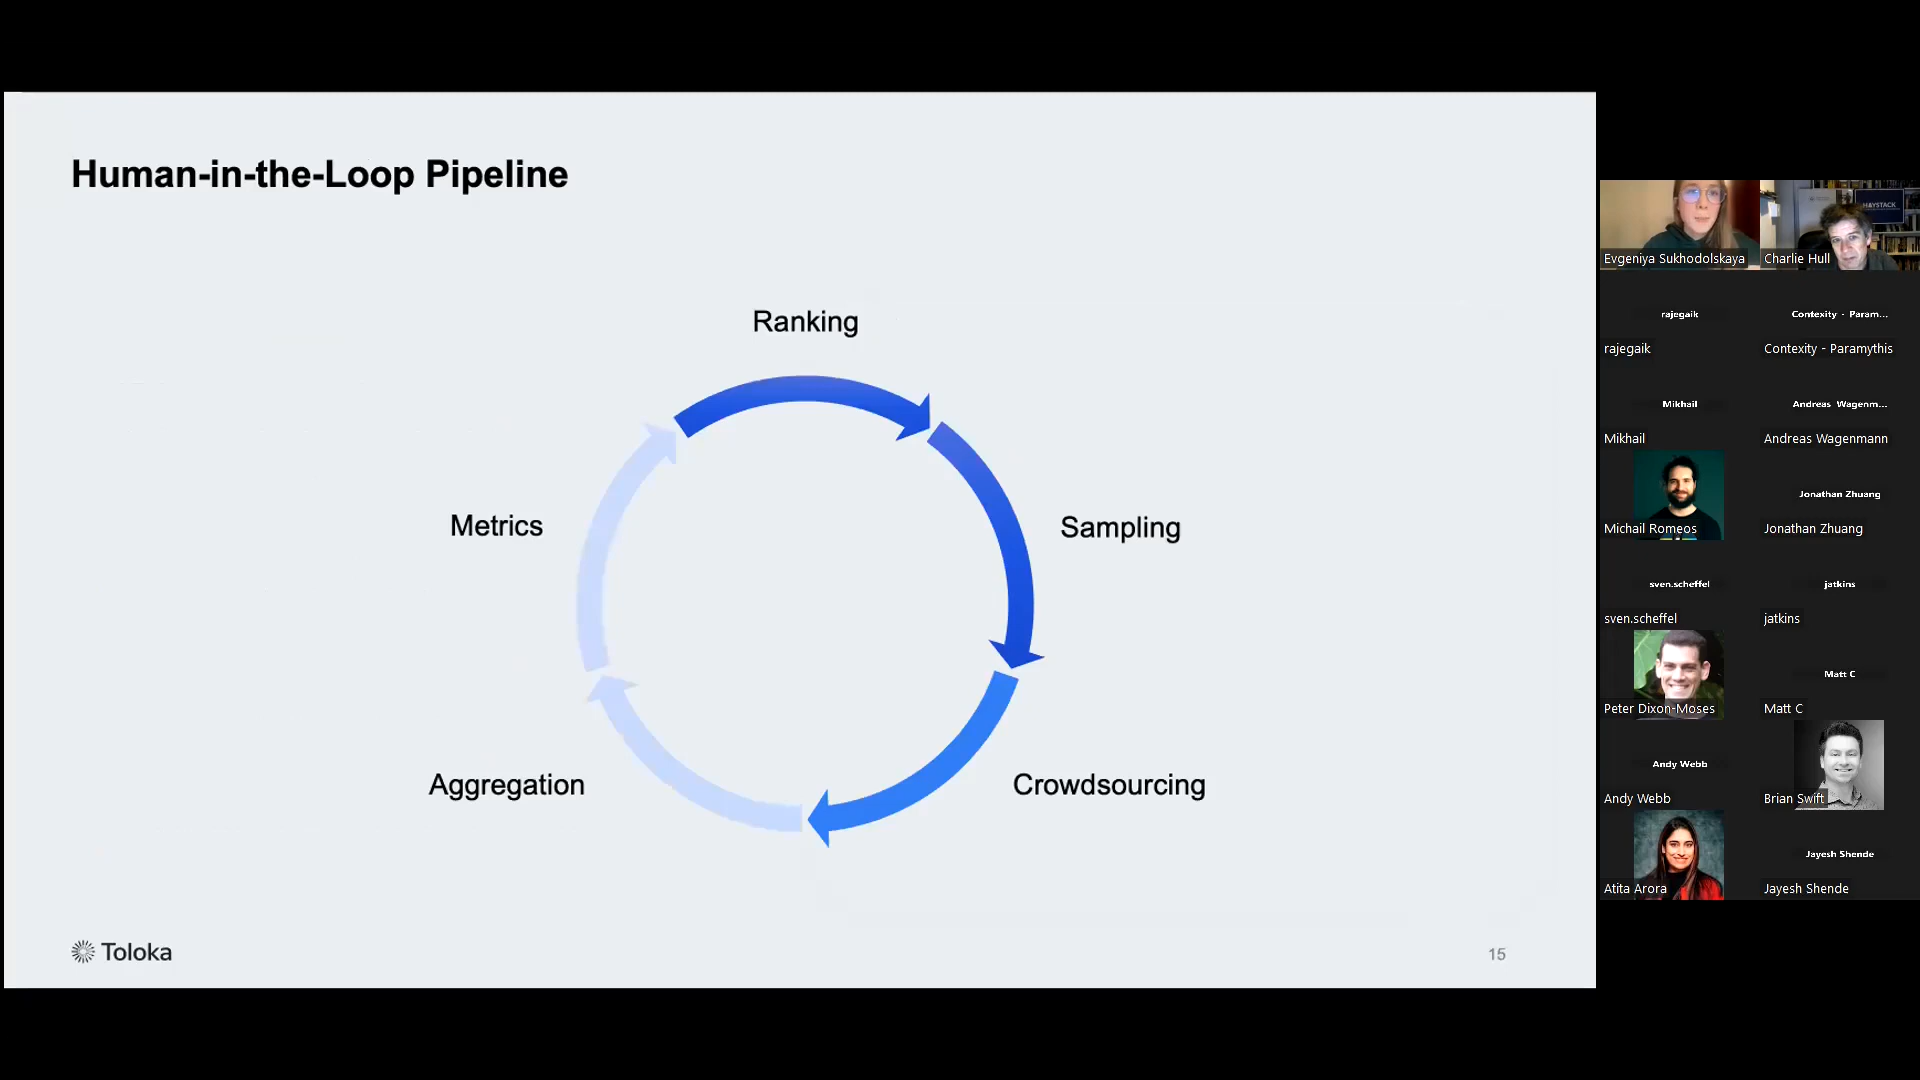 Human-in-the-Loop Pipeline
Ranking
Metrics
Sampling
Aggregation
Crowdsourcing
Toloka
15
HAYSTACK
Evgeniya Sukhodolskaya
Charlie Hull
rajegaik
Contexity - Param...
rajegaik
Contexity - Paramythis
Mikhail
Andreas Wagenm...
Mikhail
Andreas Wagenmann
Jonathan Zhuang
Michail Romeos
Jonathan Zhuang
sven.scheffel
jatkins
sven.scheffel
jatkins
Matt C
Peter Dixon-Moses
Matt C
Andy Webb
Andy Webb
Brian Swift
Jayesh Shende
Atita Arora
Jayesh Shende